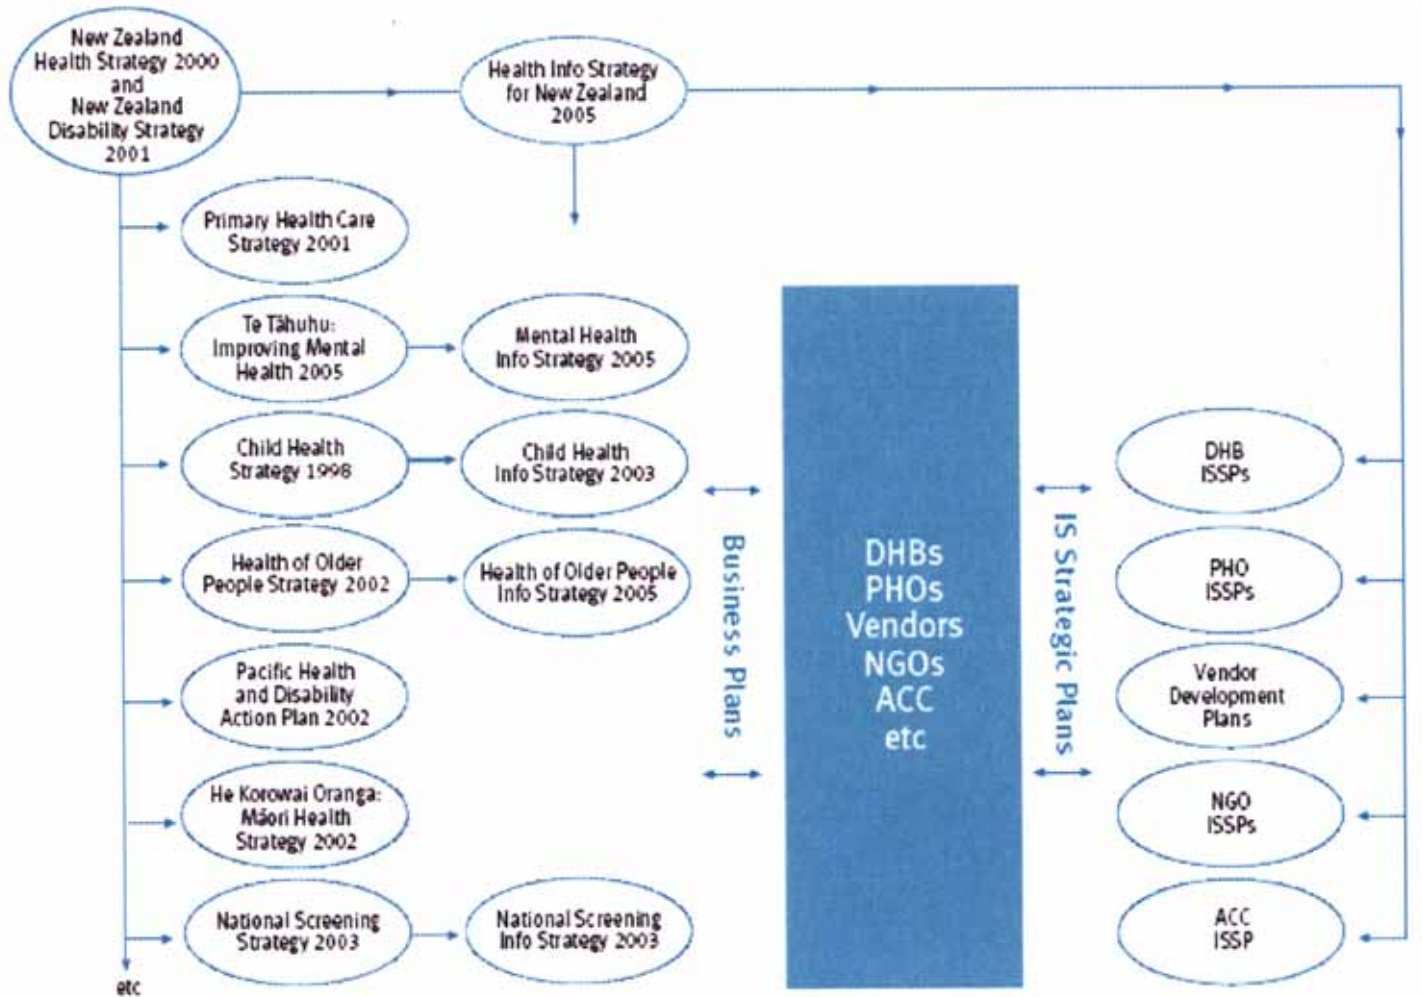 New Zealand
Health Strategy 2000
and
New Zealand
Disability Strategy
2001
Health Info Strategy
for New Zealand
2005
Primary Health Care
Strategy 2001
Te Tāhuhu:
Improving Mental
Health 2005
Mental Health
Info Strategy 2005
Child Health
Strategy 1998
Child Health
Info Strategy 2003
Health of Older
People Strategy 2002
Health of Older People
Info Strategy 2005
Pacific Health
and Disability
Action Plan 2002
He Korowai Oranga:
Māori Health
Strategy 2002
National Screening
Strategy 2003
National Screening
Info Strategy 2003
etc
Business Plans
DHBs
PHOs
Vendors
NGOs
ACC
etc
IS Strategic Plans
DHB
ISSPs
PHO
ISSPs
Vendor
Development
Plans
NGO
ISSPs
ACC
ISSP